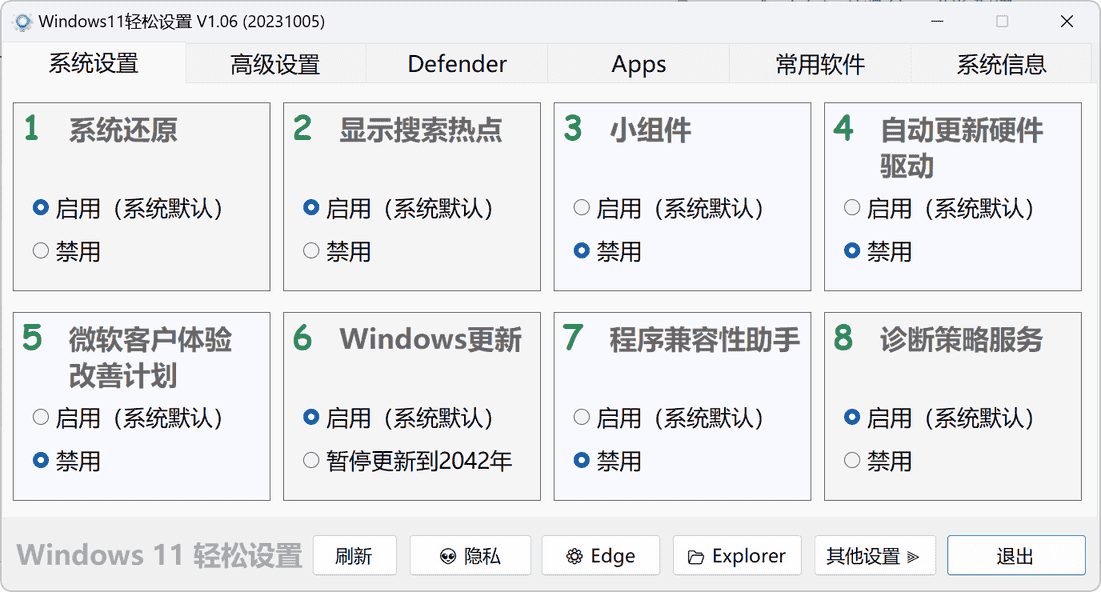 Windows11轻松设置 V1.06 (20231005)
系统设置 高级设置 Defender Apps 常用软件 系统信息
1 系统还原
启用（系统默认）
禁用
2 显示搜索热点
启用（系统默认）
禁用
3 小组件
启用（系统默认）
禁用
4 自动更新硬件
驱动
启用（系统默认）
禁用
5 微软客户体验
改善计划
启用（系统默认）
禁用
6 Windows更新
启用（系统默认）
暂停更新到2042年
7 程序兼容性助手
启用（系统默认）
禁用
8 诊断策略服务
启用（系统默认）
禁用
Windows 11 轻松设置 刷新 隐私 Edge Explorer 其他设置 退出